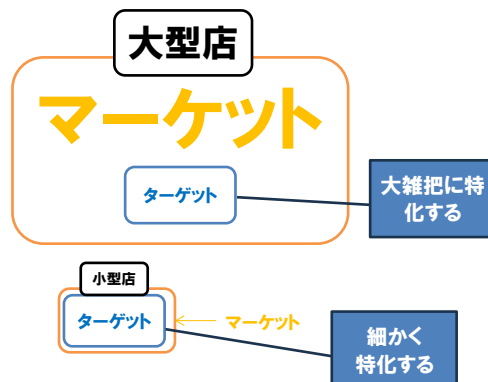 大型店
マーケット
ターゲット
大雑把に特
化する
小型店
ターゲット
マーケット
細かく
特化する